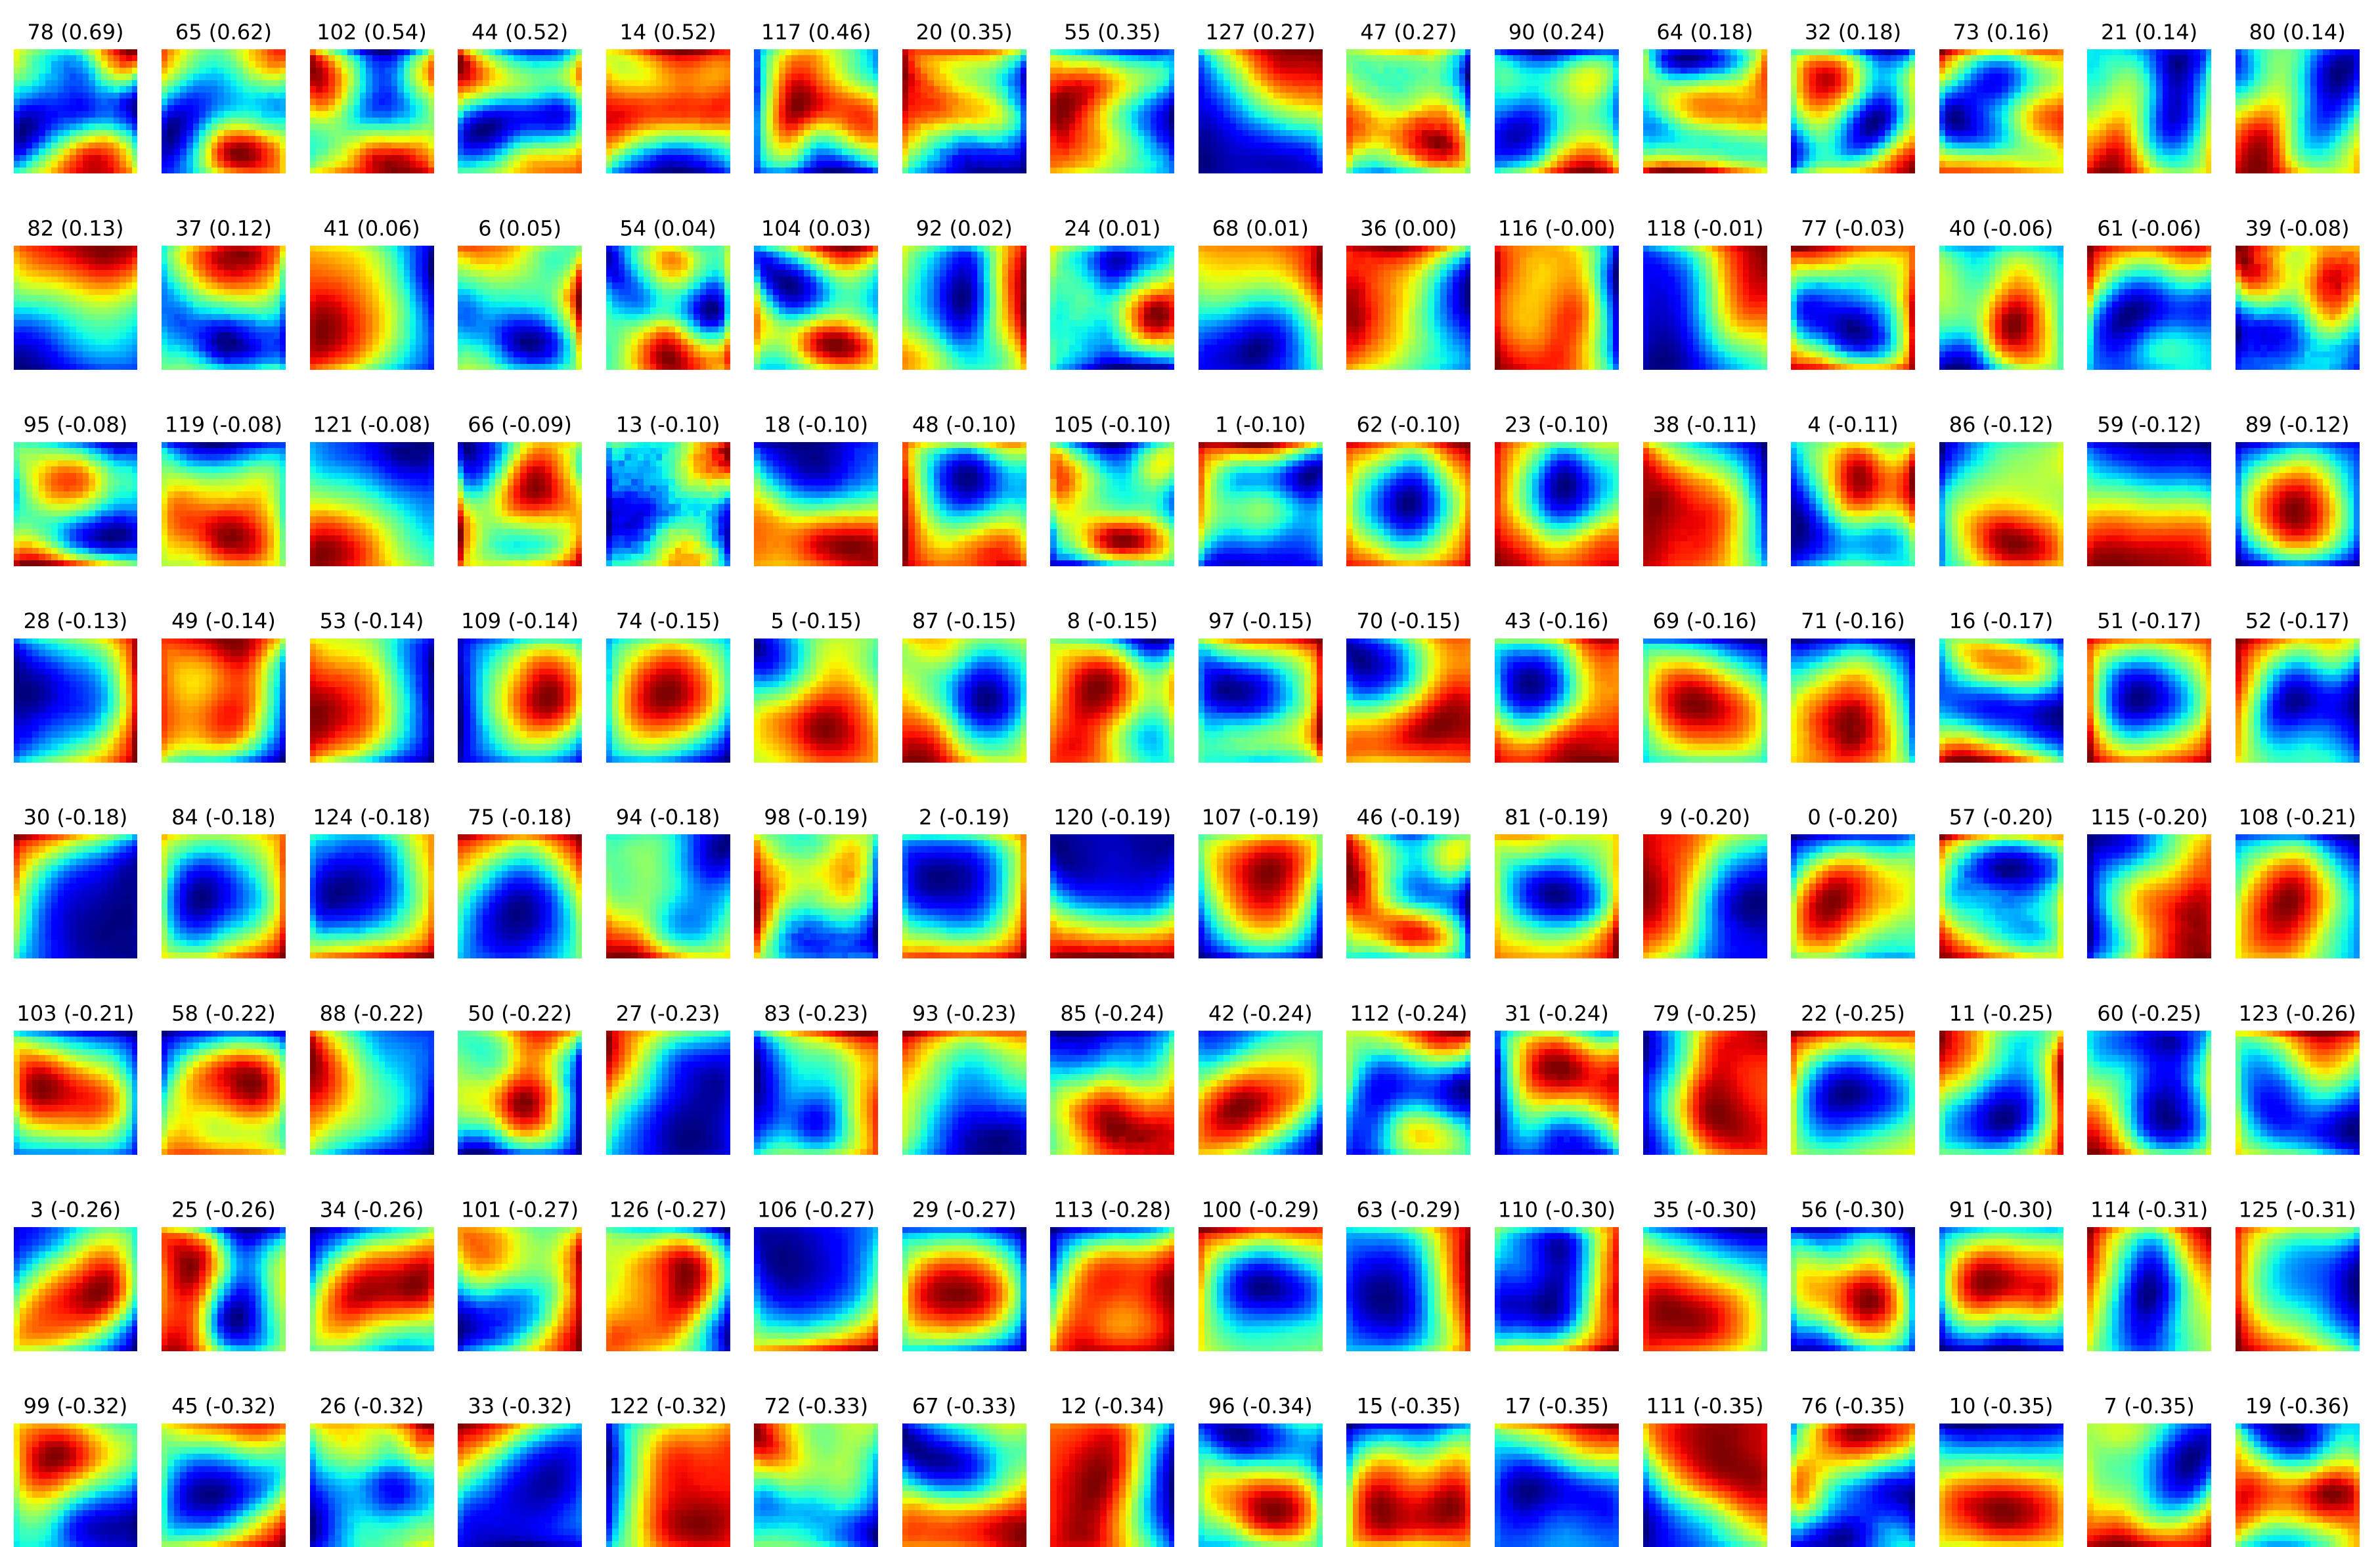 78 (0.69) 65 (0.62) 102 (0.54) 44 (0.52) 14 (0.52) 117 (0.46) 20 (0.35) 55 (0.35) 127 (0.27) 47 (0.27) 90 (0.24) 64 (0.18) 32 (0.18) 73 (0.16) 21 (0.14) 80 (0.14)
82 (0.13) 37 (0.12) 41 (0.06) 6 (0.05) 54 (0.04) 104 (0.03) 92 (0.02) 24 (0.01) 68 (0.01) 36 (0.00) 116 (-0.00) 118 (-0.01) 77 (-0.03) 40 (-0.06) 61 (-0.06) 39 (-0.08)
95 (-0.08) 119 (-0.08) 121 (-0.08) 66 (-0.09) 13 (-0.10) 18 (-0.10) 48 (-0.10) 105 (-0.10) 1 (-0.10) 62 (-0.10) 23 (-0.10) 38 (-0.11) 4 (-0.11) 86 (-0.12) 59 (-0.12) 89 (-0.12)
28 (-0.13) 49 (-0.14) 53 (-0.14) 109 (-0.14) 74 (-0.15) 5 (-0.15) 87 (-0.15) 8 (-0.15) 97 (-0.15) 70 (-0.15) 43 (-0.16) 69 (-0.16) 71 (-0.16) 16 (-0.17) 51 (-0.17) 52 (-0.17)
30 (-0.18) 84 (-0.18) 124 (-0.18) 75 (-0.18) 94 (-0.18) 98 (-0.19) 2 (-0.19) 120 (-0.19) 107 (-0.19) 46 (-0.19) 81 (-0.19) 9 (-0.20) 0 (-0.20) 57 (-0.20) 115 (-0.20) 108 (-0.21)
103 (-0.21) 58 (-0.22) 88 (-0.22) 50 (-0.22) 27 (-0.23) 83 (-0.23) 93 (-0.23) 85 (-0.24) 42 (-0.24) 112 (-0.24) 31 (-0.24) 79 (-0.25) 22 (-0.25) 11 (-0.25) 60 (-0.25) 123 (-0.26)
3 (-0.26) 25 (-0.26) 34 (-0.26) 101 (-0.27) 126 (-0.27) 106 (-0.27) 29 (-0.27) 113 (-0.28) 100 (-0.29) 63 (-0.29) 110 (-0.30) 35 (-0.30) 56 (-0.30) 91 (-0.30) 114 (-0.31) 125 (-0.31)
99 (-0.32) 45 (-0.32) 26 (-0.32) 33 (-0.32) 122 (-0.32) 72 (-0.33) 67 (-0.33) 12 (-0.34) 96 (-0.34) 15 (-0.35) 17 (-0.35) 111 (-0.35) 76 (-0.35) 10 (-0.35) 7 (-0.35) 19 (-0.36)